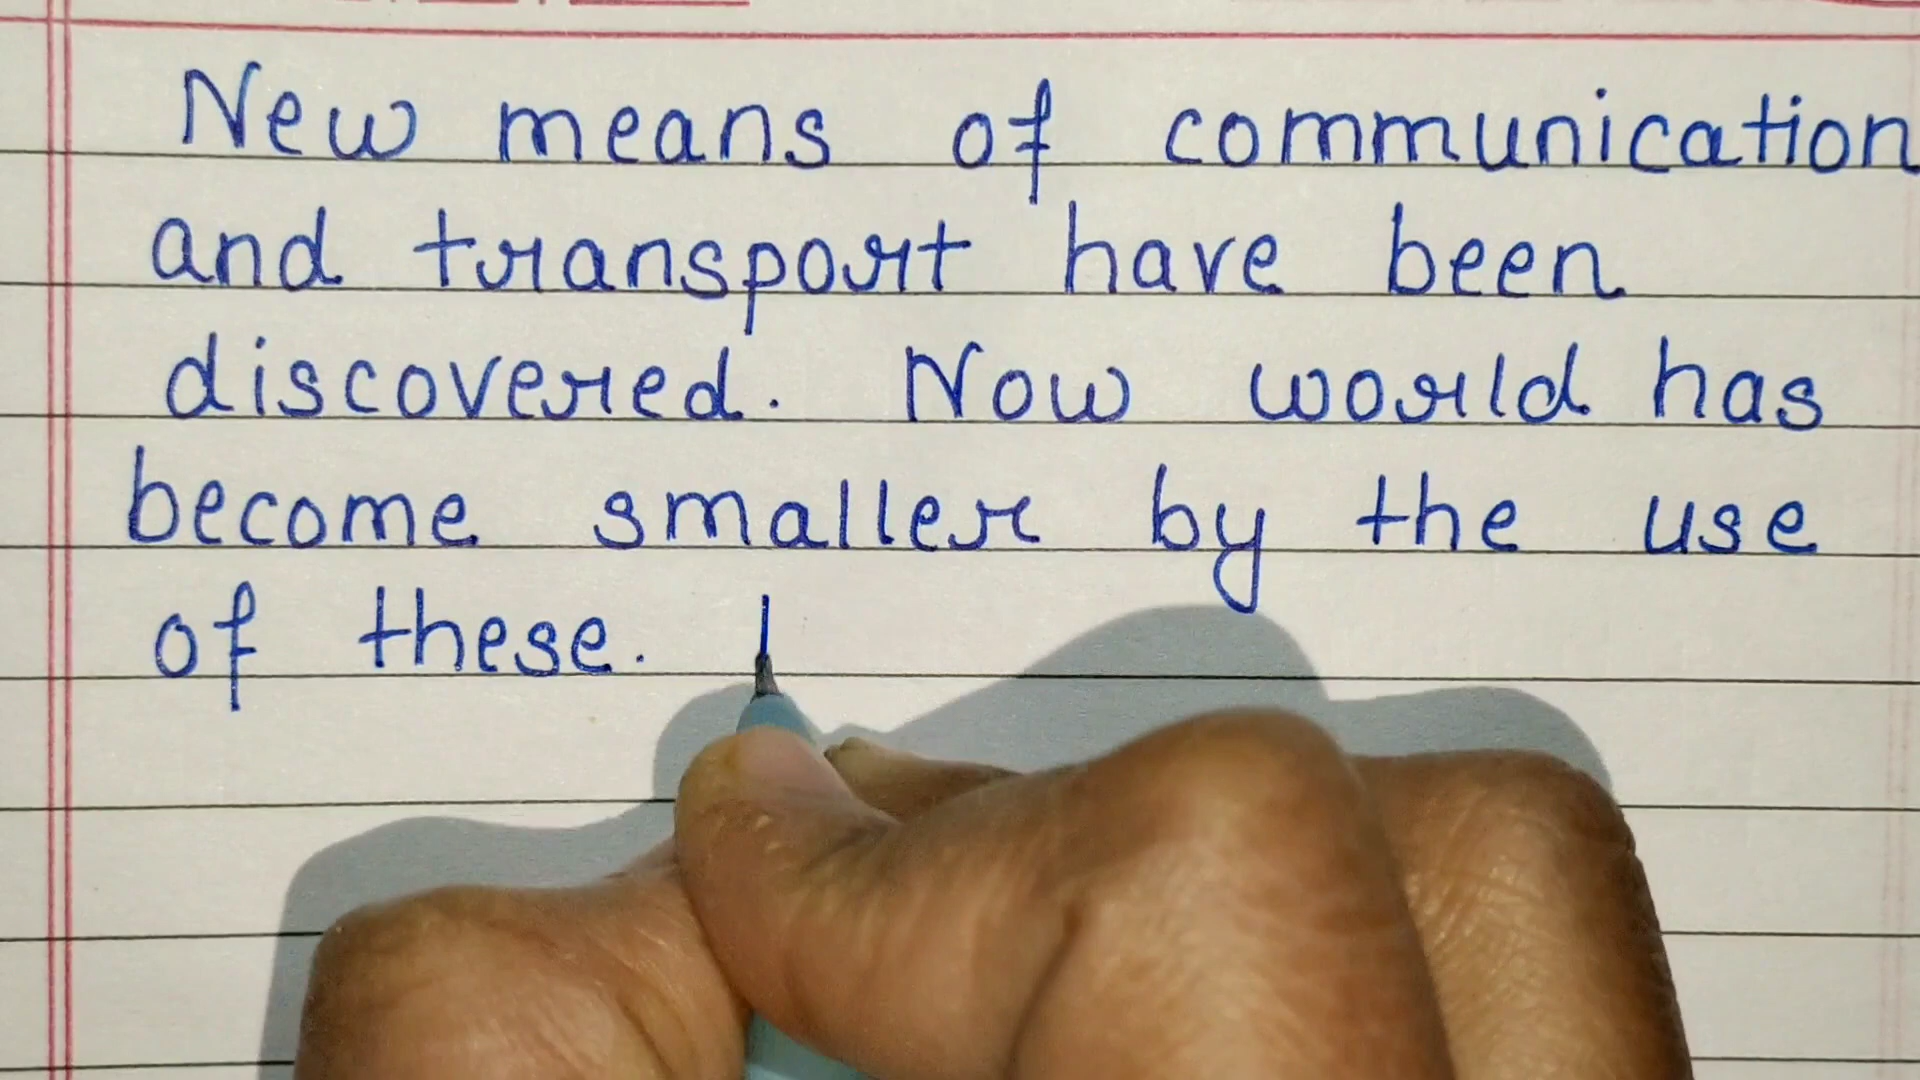 New means of communication
and transport have been
discovered. Now world has
become smaller by the use
of these.